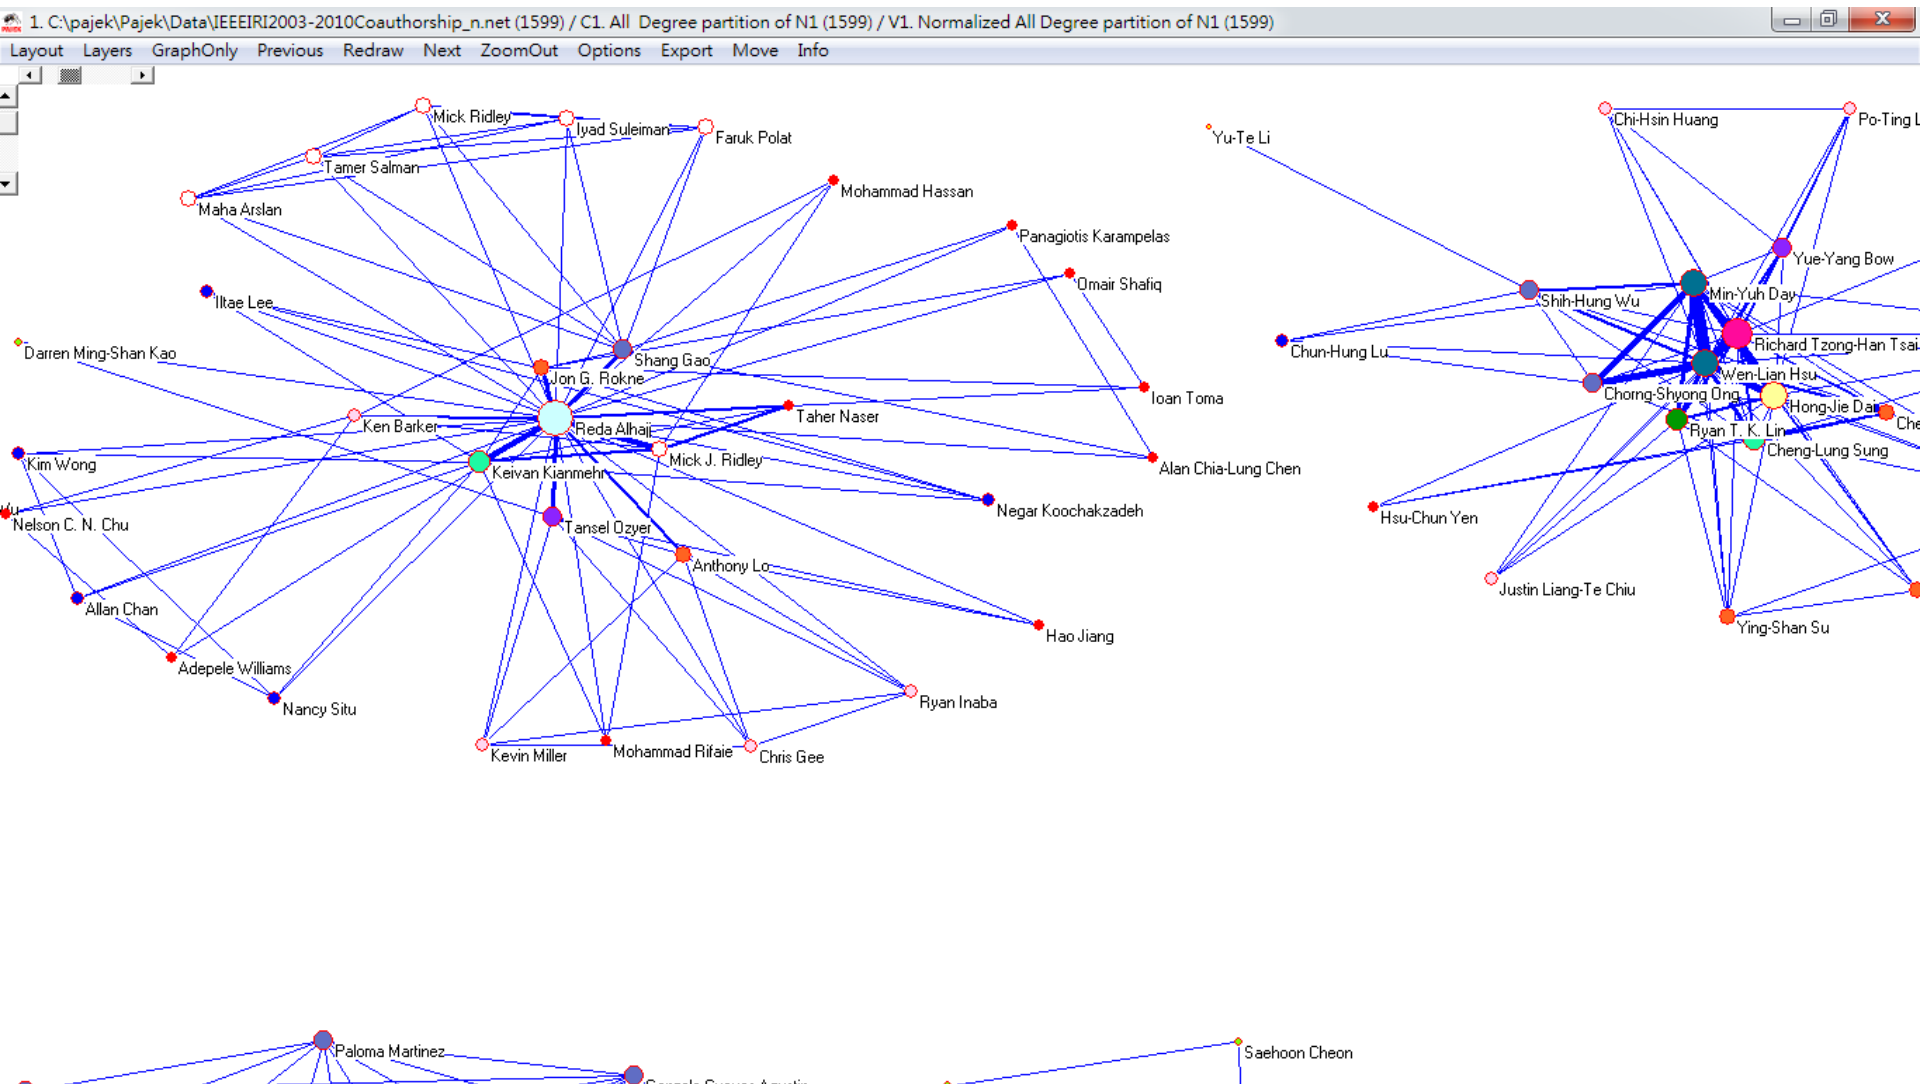 1. C:\pajek\Pajek\Data\IEEEIRI2003-2010Coauthorship_n.net (1599) / C1. All Degree partition of N1 (1599) / V1. Normalized All Degree partition of N1 (1599)
Layout Layers GraphOnly Previous Redraw Next ZoomOut Options Export Move Info
Mick Ridley
Iyad Suleiman
Faruk Polat
Tamer Salman
Maha Arslan
Mohammad Hassan
Panagiotis Karampelas
Omair Shafiq
Iltae Lee
Darren Ming-Shan Kao
Shang Gao
Jon G. Rokne
Ioan Toma
Taher Naser
Ken Barker
Reda Alhajj
Mick J. Ridley
Alan Chia-Lung Chen
Kim Wong
Keivan Kianmehr
Negar Koochakzadeh
Nelson C. N. Chu
Tansel Ozyer
Anthony Lo
Allan Chan
Hao Jiang
Adepele Williams
Nancy Situ
Ryan Inaba
Kevin Miller
Mohammad Rifaie
Chris Gee
Yu-Te Li
Chi-Hsin Huang
Po-Ting L
Yue-Yang Bow
Shih-Hung Wu
Min-Yuh Day
Richard Tzong-Han Tsai
Chun-Hung Lu
Wen-Lian Hsu
Chorng-Shyong Ong
Hong-Jie Dai
Che
Ryan T. K. Lin
Cheng-Lung Sung
Hsu-Chun Yen
Justin Liang-Te Chiu
Ying-Shan Su
Paloma Martinez
Saehoon Cheon